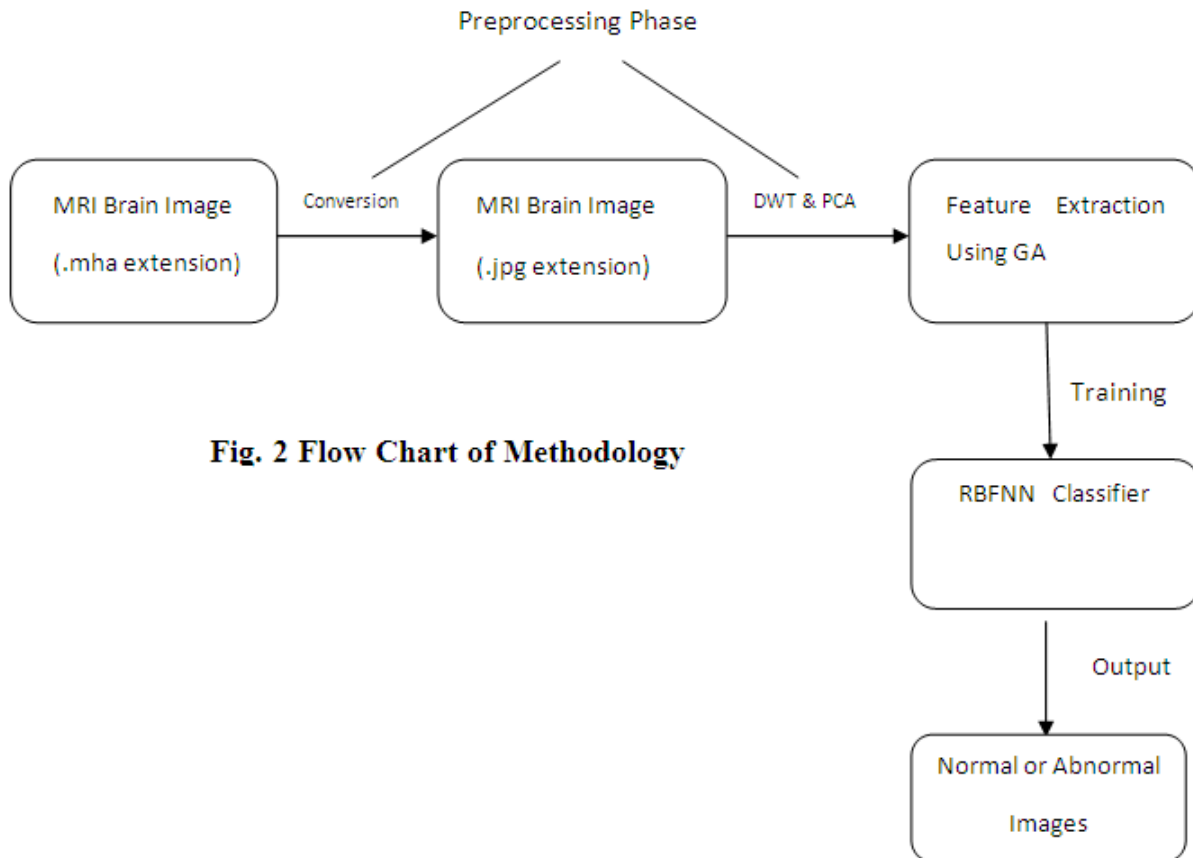 Preprocessing Phase
MRI Brain Image
(.mha extension)
Conversion
MRI Brain Image
(.jpg extension)
DWT & PCA
Feature Extraction
Using GA
Training
Fig. 2 Flow Chart of Methodology
RBFNN Classifier
Output
Normal or Abnormal
Images